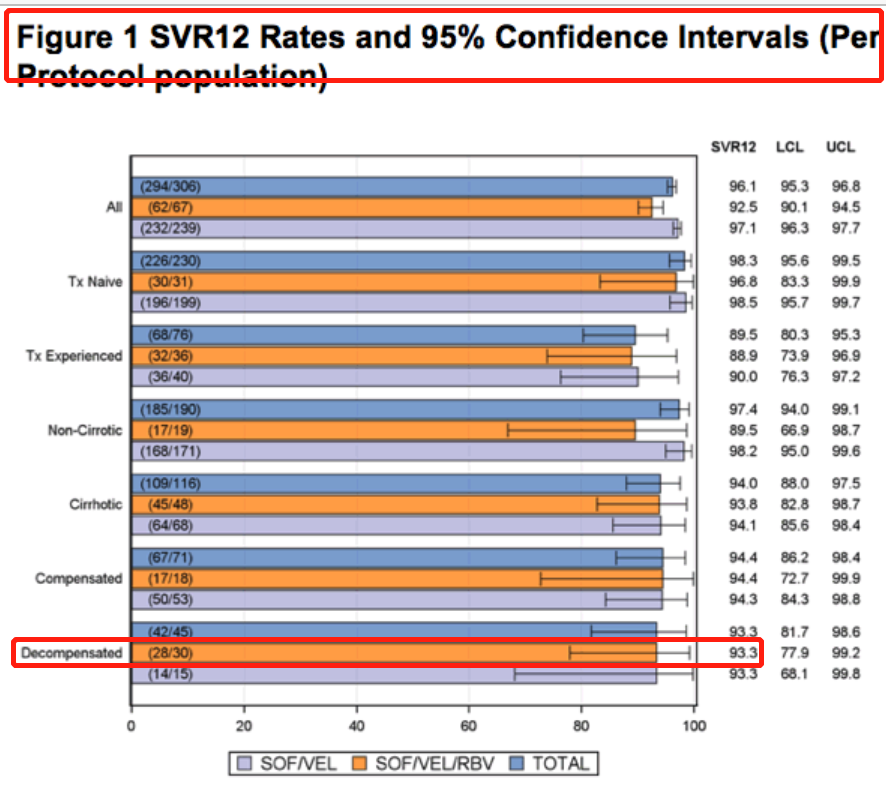 Figure 1 SVR12 Rates and 95% Confidence Intervals (Per
Protocol population)
SVR12 LCL UCL
(294/306) 96.1 95.3 96.8
All (62/67) 92.5 90.1 94.5
(232/239) 97.1 96.3 97.7
(226/230) 98.3 95.6 99.5
Tx Naive (30/31) 96.8 83.3 99.9
(196/199) 98.5 95.7 99.7
(68/76) 89.5 80.3 95.3
Tx Experienced (32/36) 88.9 73.9 96.9
(36/40) 90.0 76.3 97.2
(185/190) 97.4 94.0 99.1
Non-Cirrotic (17/19) 89.5 66.9 98.7
(168/171) 98.2 95.0 99.6
(109/116) 94.0 88.0 97.5
Cirrhotic (45/48) 93.8 82.8 98.7
(64/68) 94.1 85.6 98.4
(67/71) 94.4 86.2 98.4
Compensated (17/18) 94.4 72.7 99.9
(50/53) 94.3 84.3 98.8
(42/45) 93.3 81.7 98.6
Decompensated (28/30) 93.3 77.9 99.2
(14/15) 93.3 68.1 99.8
0 20 40 60 80 100
SOF/VEL SOF/VEL/RBV TOTAL